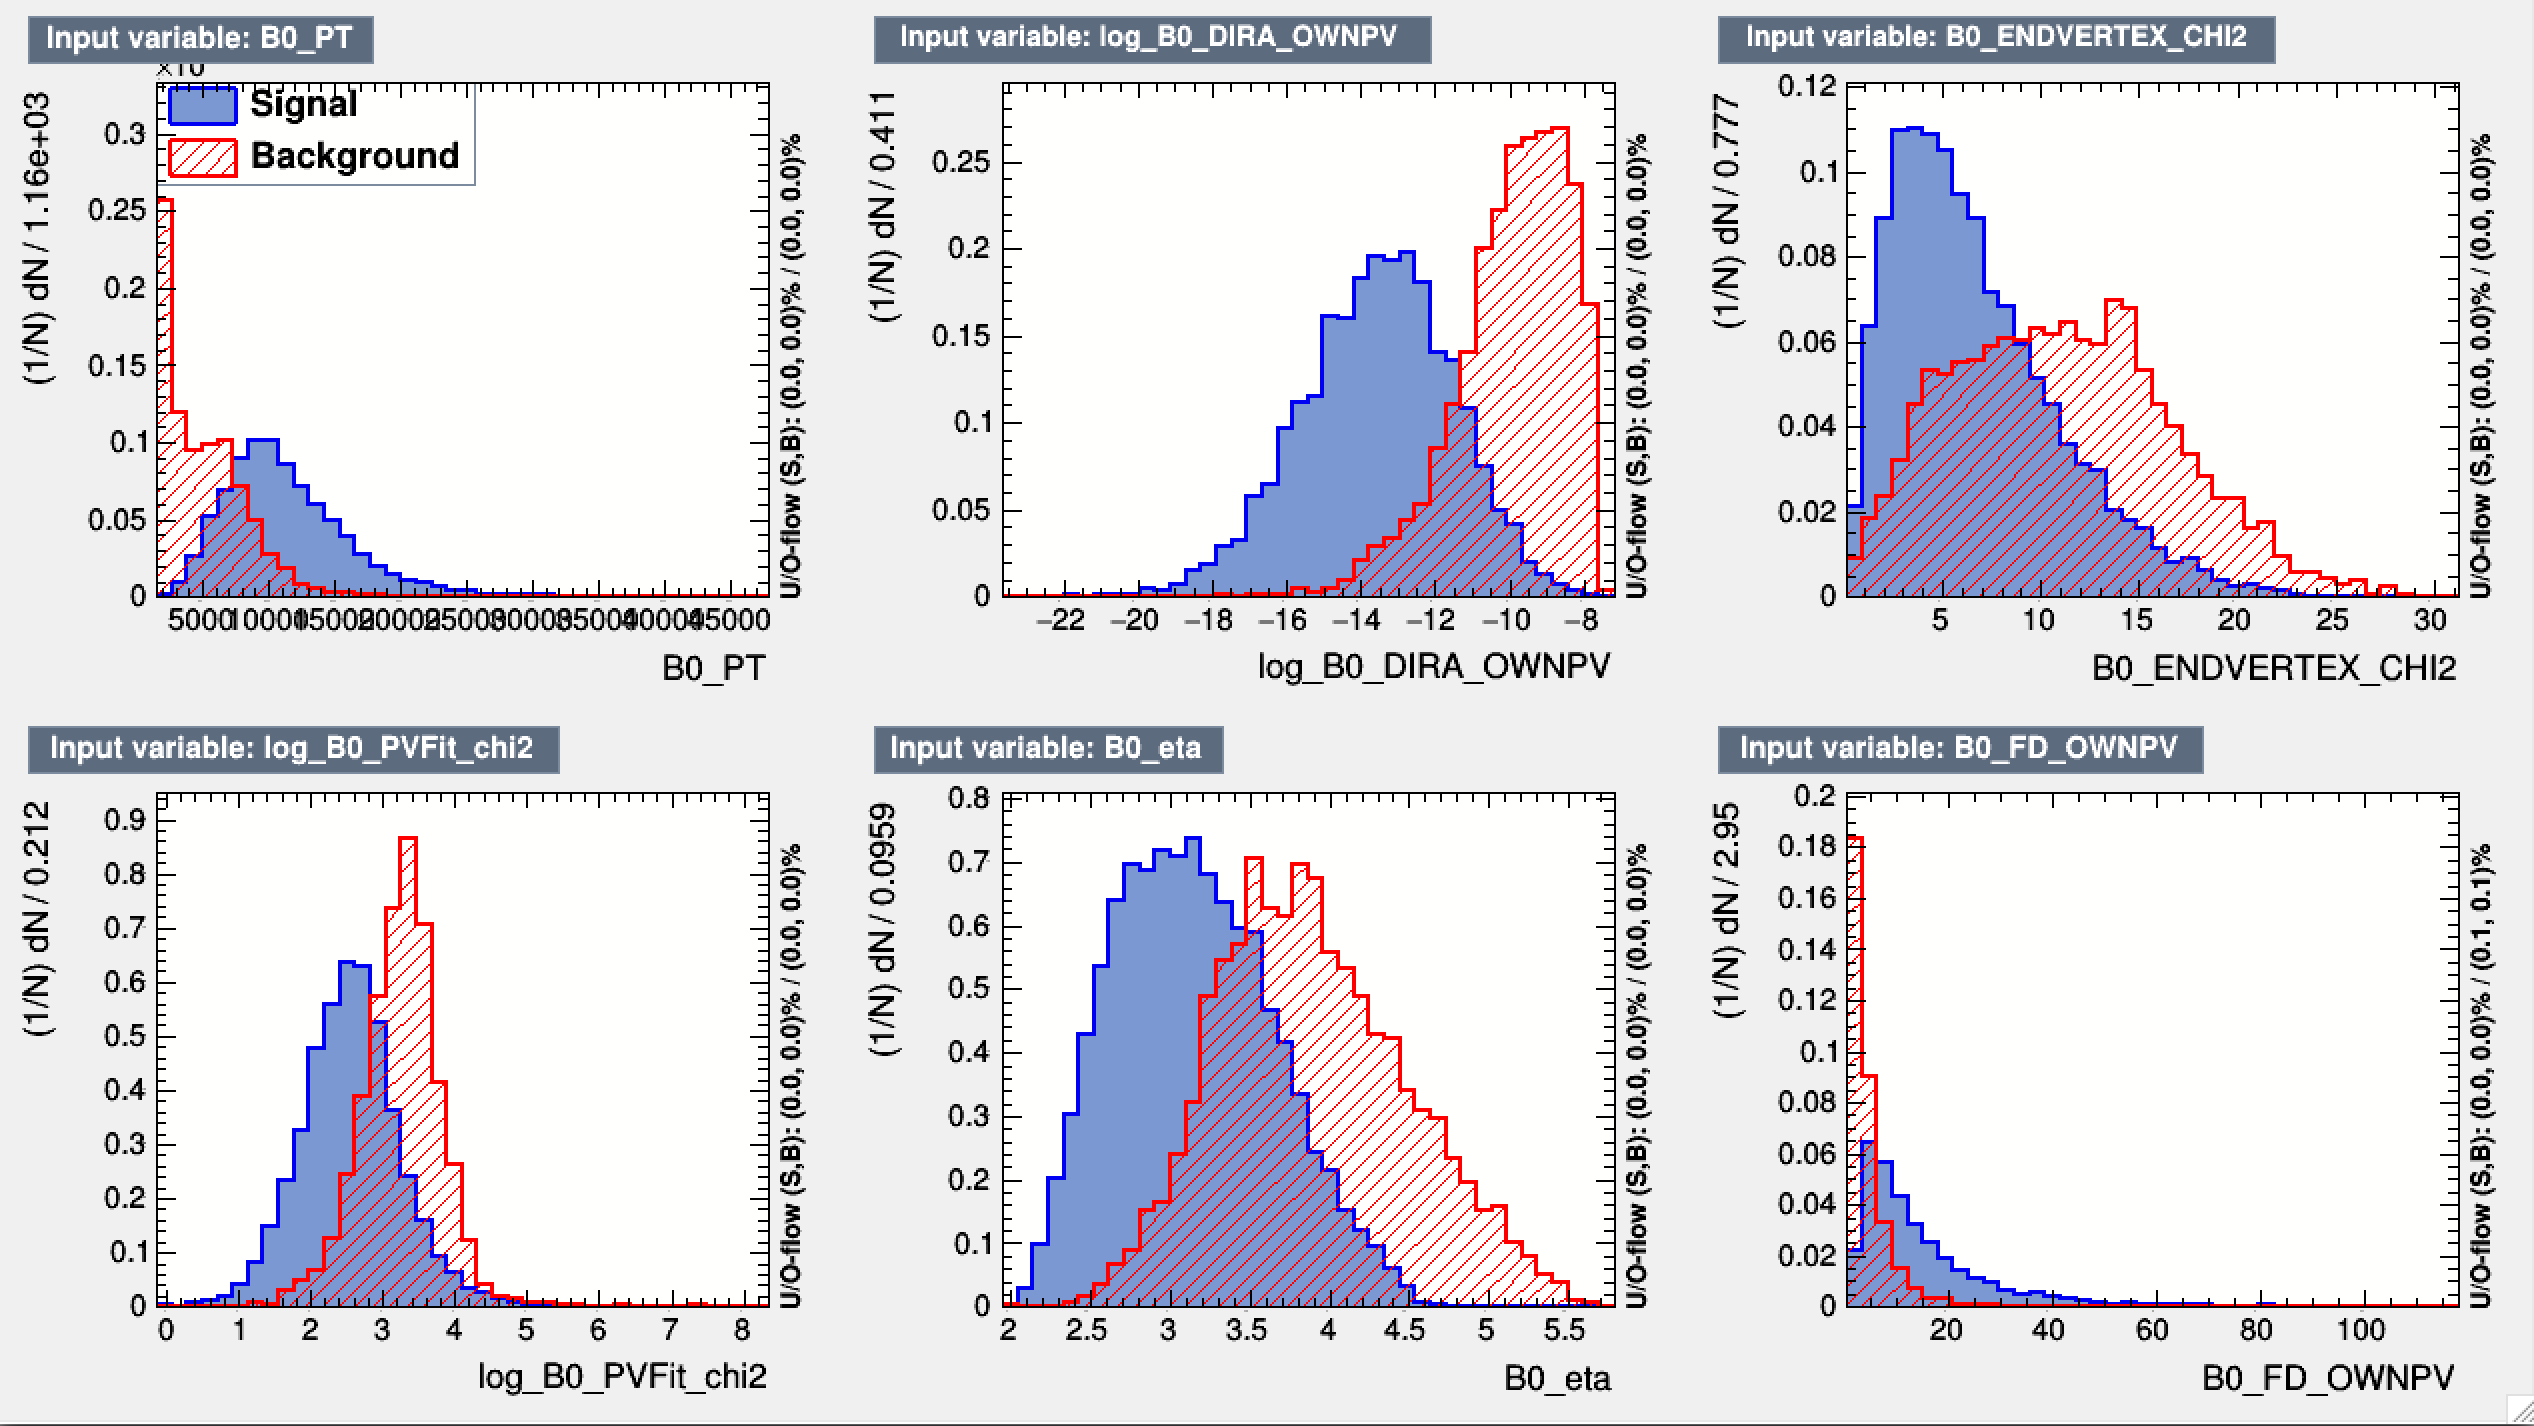 Input variable: B0_PT
Signal
Background
0.3
0.25
0.2
0.15
0.1
0.05
0
(1/N) dN / 1.16e+03
U/O-flow (S,B): (0.0, 0.0)% / (0.0, 0.0)%
5000 10000 15000 20000 25000 30000 35000 40000 45000
B0_PT
Input variable: log_B0_DIRA_OWNPV
(1/N) dN / 0.411
0.25
0.2
0.15
0.1
0.05
0
U/O-flow (S,B): (0.0, 0.0)% / (0.0, 0.0)%
−22 −20 −18 −16 −14 −12 −10 −8
log_B0_DIRA_OWNPV
Input variable: B0_ENDVERTEX_CHI2
(1/N) dN / 0.777
0.12
0.1
0.08
0.06
0.04
0.02
0
U/O-flow (S,B): (0.0, 0.0)% / (0.0, 0.0)%
5 10 15 20 25 30
B0_ENDVERTEX_CHI2
Input variable: log_B0_PVFit_chi2
(1/N) dN / 0.212
0.9
0.8
0.7
0.6
0.5
0.4
0.3
0.2
0.1
0
U/O-flow (S,B): (0.0, 0.0)% / (0.0, 0.0)%
0 1 2 3 4 5 6 7 8
log_B0_PVFit_chi2
Input variable: B0_eta
(1/N) dN / 0.0959
0.8
0.7
0.6
0.5
0.4
0.3
0.2
0.1
0
U/O-flow (S,B): (0.0, 0.0)% / (0.0, 0.0)%
2 2.5 3 3.5 4 4.5 5 5.5
B0_eta
Input variable: B0_FD_OWNPV
(1/N) dN / 2.95
0.2
0.18
0.16
0.14
0.12
0.1
0.08
0.06
0.04
0.02
0
U/O-flow (S,B): (0.0, 0.0)% / (0.1, 0.1)%
20 40 60 80 100
B0_FD_OWNPV